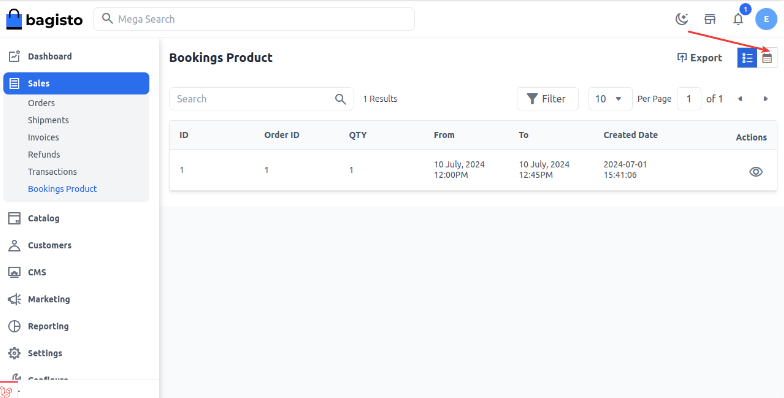 bagisto
Mega Search
1
E
Dashboard
Sales
Orders
Shipments
Invoices
Refunds
Transactions
Bookings Product
Catalog
Customers
CMS
Marketing
Reporting
Settings
Configure
Bookings Product
Export
Search
1 Results
Filter
10
Per Page
1
of 1
ID Order ID QTY From To Created Date Actions
1 1 1 10 July, 2024 10 July, 2024 2024-07-01
12:00PM 12:45PM 15:41:06